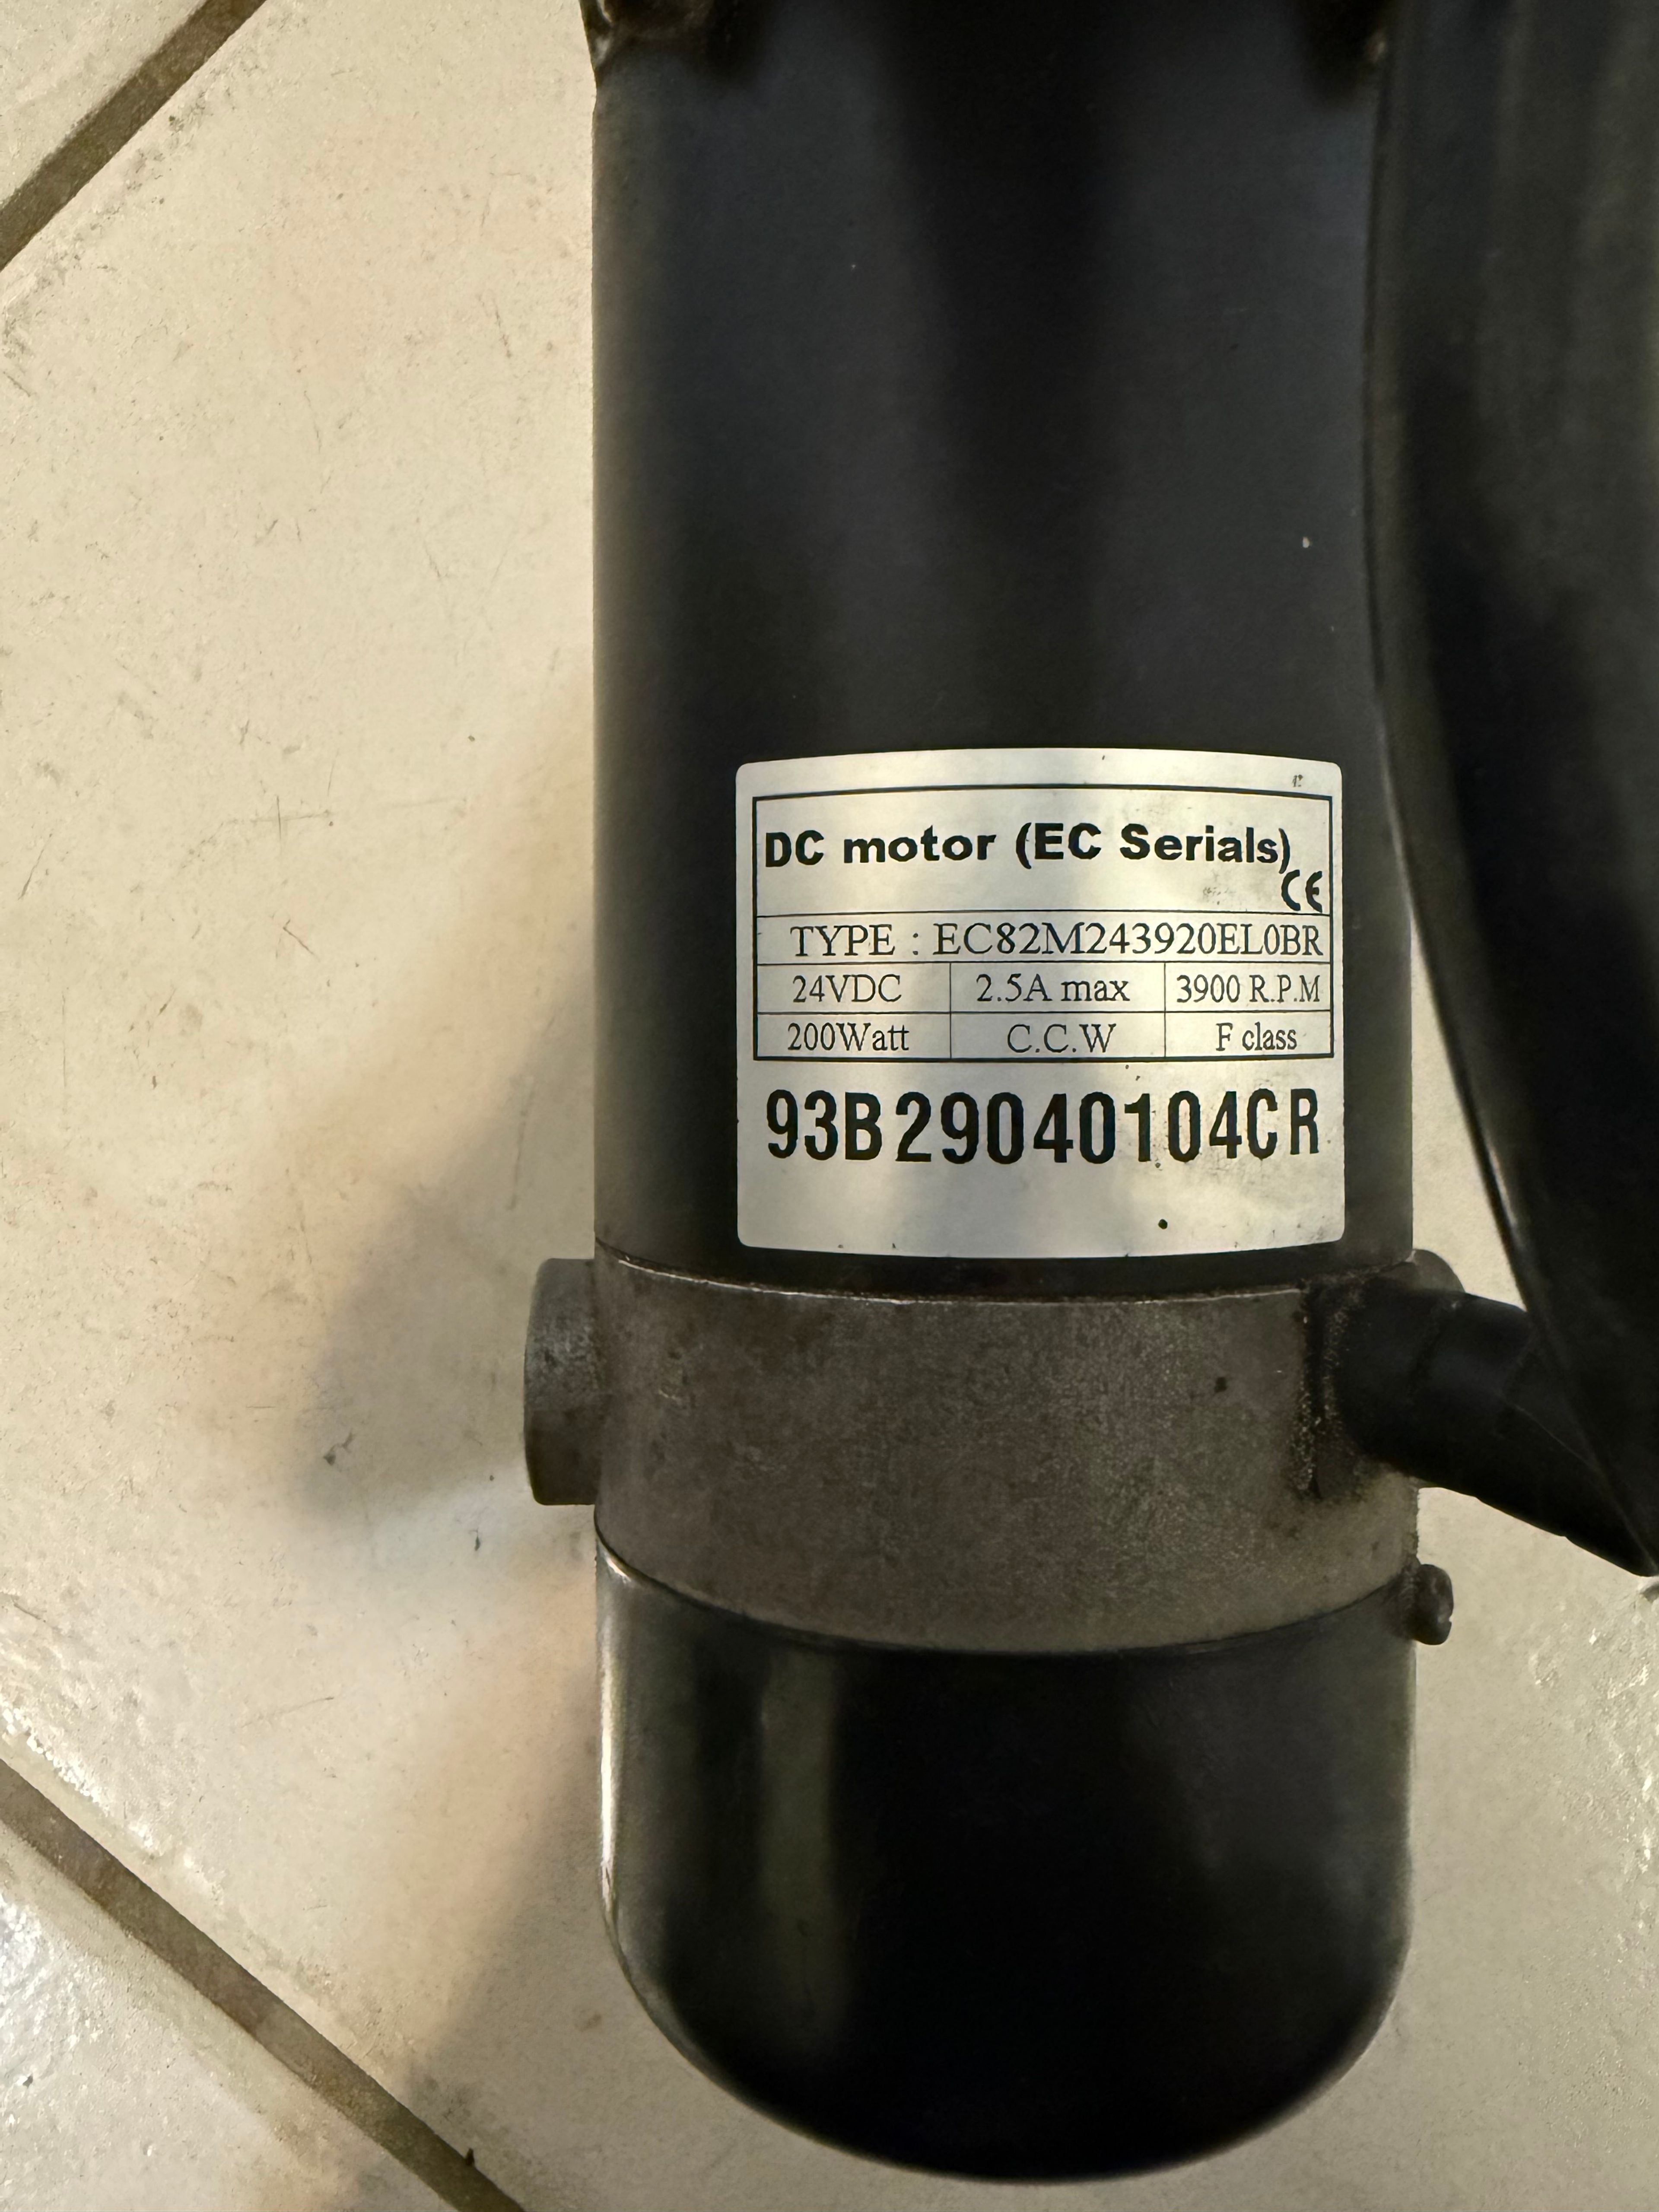 DC motor (EC Serials)
CE
TYPE : EC82M243920EL0BR
24VDC 2.5A max 3900 R.P.M
200Watt C.C.W F class
93B29040104CR